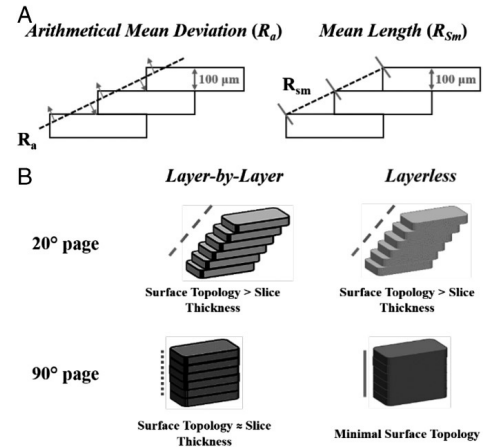 A
Arithmetical Mean Deviation (Ra)
Mean Length (RSm)
100 µm
Ra
100 µm
Rsm
B
Layer-by-Layer
Layerless
20° page
Surface Topology > Slice
Thickness
Surface Topology > Slice
Thickness
90° page
Surface Topology ≈ Slice
Thickness
Minimal Surface Topology